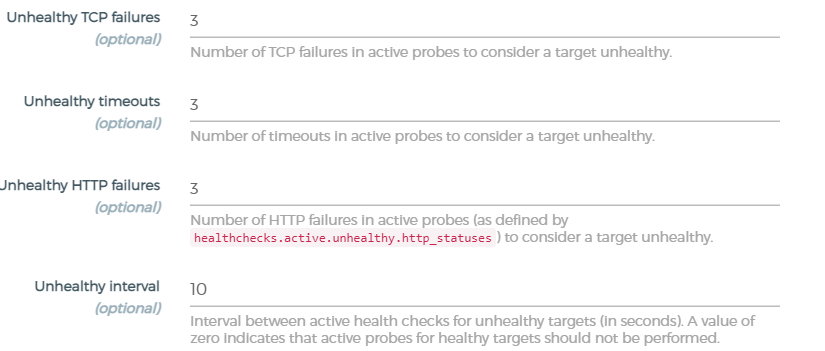 Unhealthy TCP failures
3
(optional)
Number of TCP failures in active probes to consider a target unhealthy.
Unhealthy timeouts
3
(optional)
Number of timeouts in active probes to consider a target unhealthy.
Unhealthy HTTP failures
3
(optional)
Number of HTTP failures in active probes (as defined by
healthchecks.active.unhealthy.http_statuses ) to consider a target unhealthy.
Unhealthy interval
10
(optional)
Interval between active health checks for unhealthy targets (in seconds). A value of
zero indicates that active probes for healthy targets should not be performed.